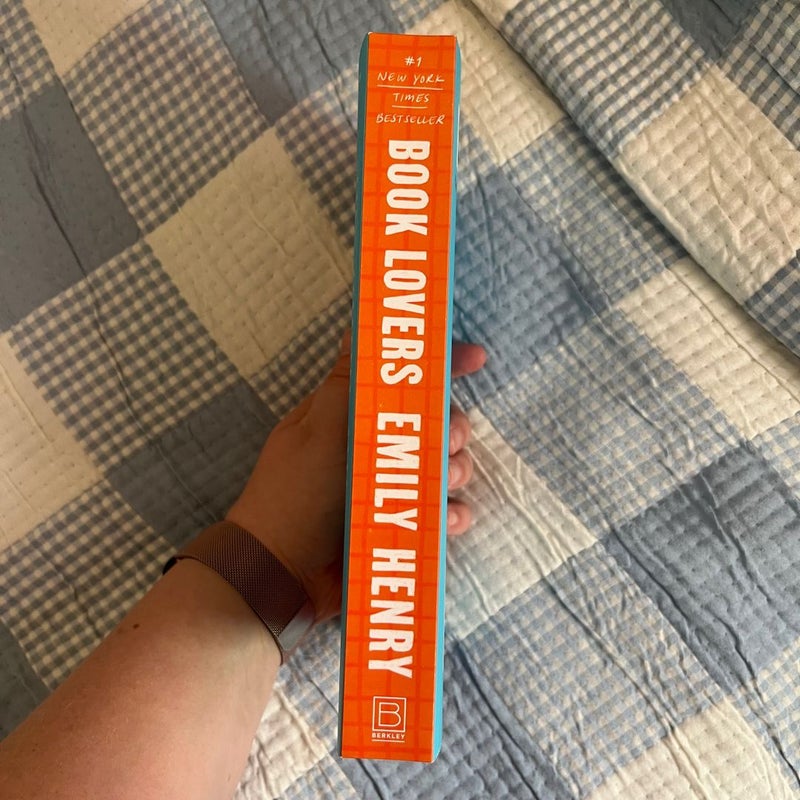 #1
NEW YORK
TIMES
BESTSELLER
BOOK LOVERS EMILY HENRY
B
BERKLEY